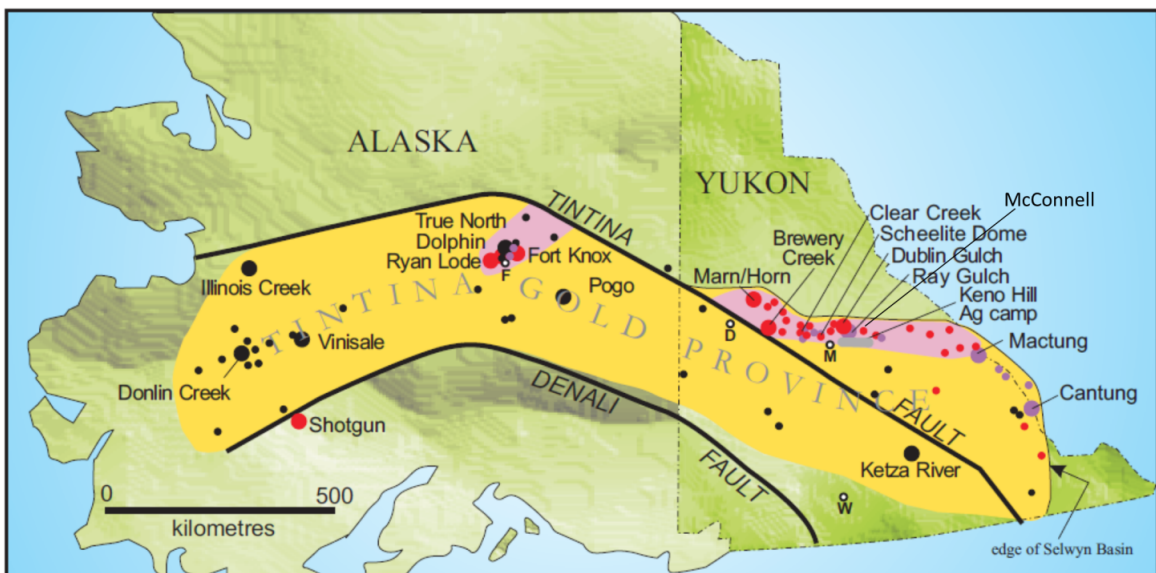 ALASKA
YUKON
McConnell
Clear Creek
Scheelite Dome
Dublin Gulch
Ray Gulch
Keno Hill
Ag camp
Mactung
Cantung
Brewery
Creek
Marn/Horn
TINTINA
True North
Dolphin
Ryan Lode
Fort Knox
F
Pogo
Illinois Creek
TINTINA GOLD PROVINCE
D
M
Vinisale
Donlin Creek
DENALI
FAULT
FAULT
Shotgun
Ketza River
W
0 500
kilometres
edge of Selwyn Basin